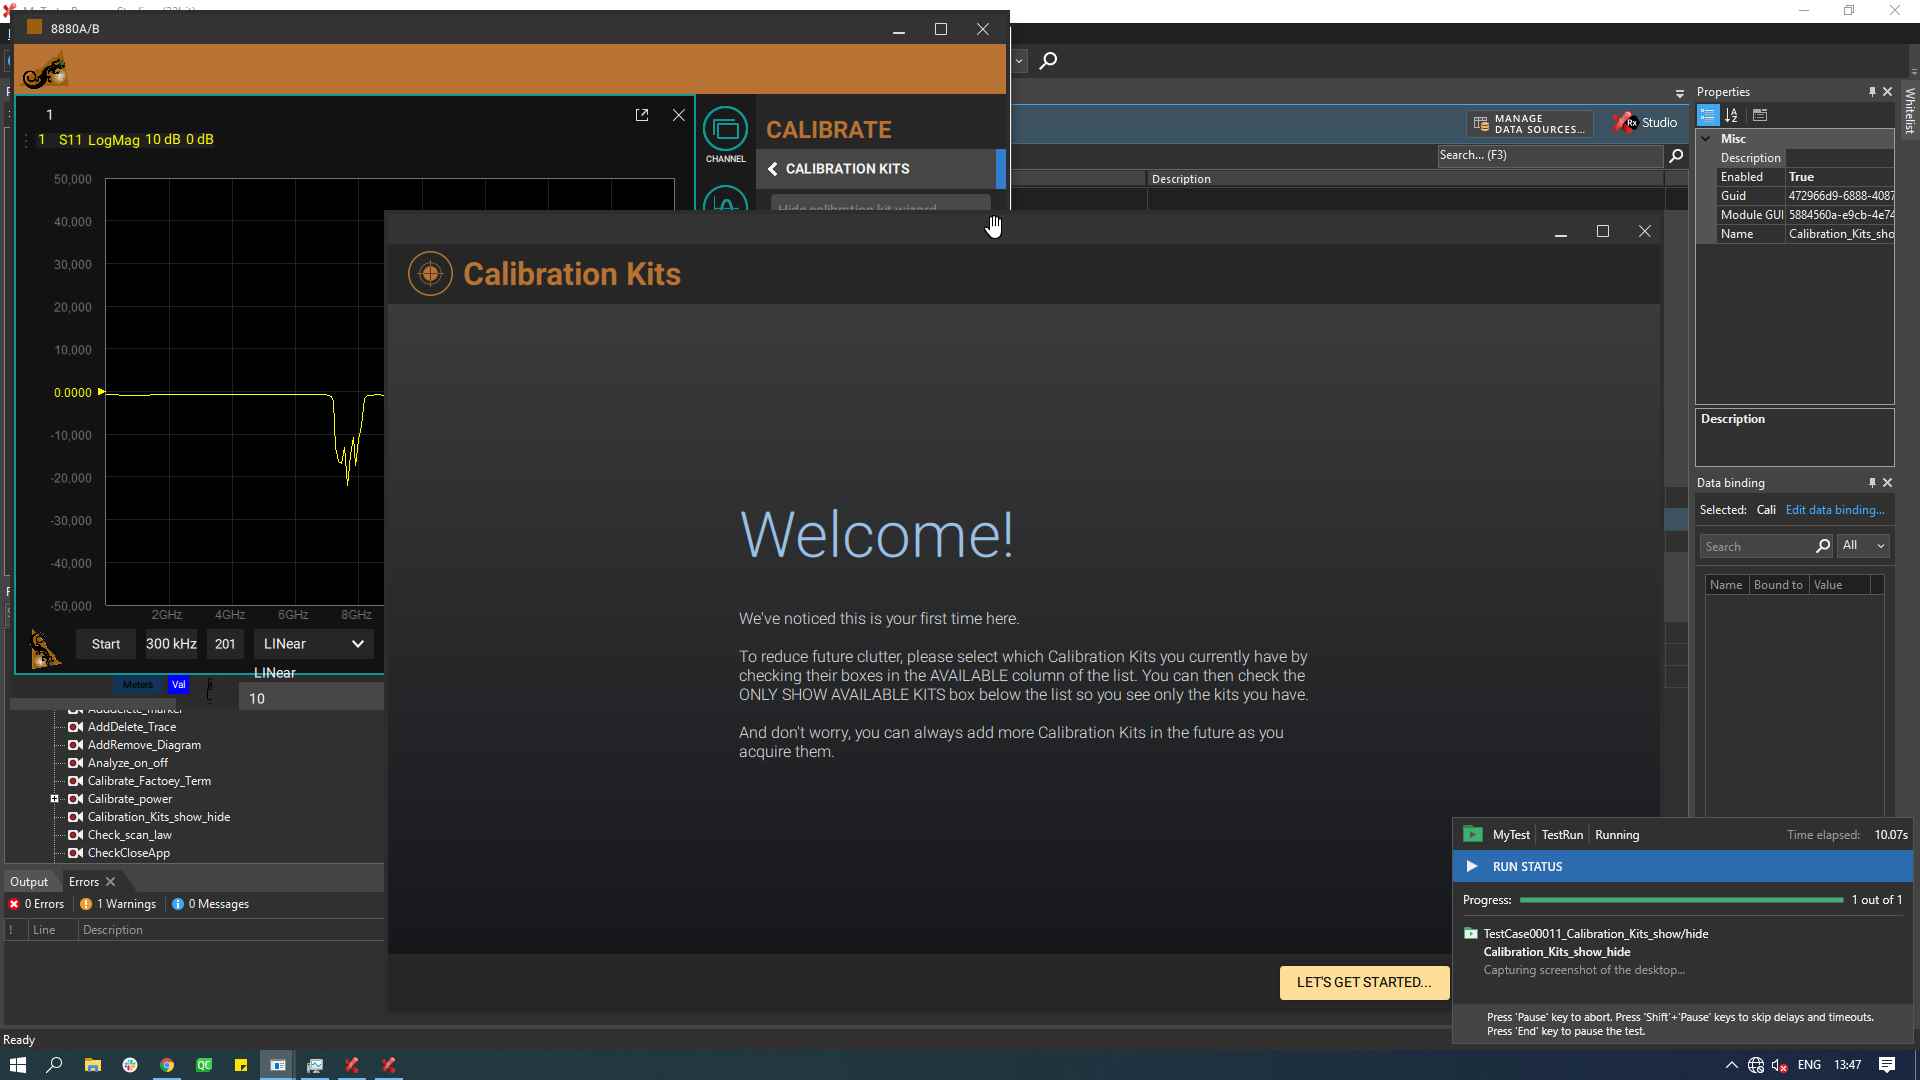 8880A/B
1
1 S11 LogMag 10 dB 0 dB
CHANNEL
CALIBRATE
CALIBRATION KITS
Hide calibration kit wizard
50,000
40,000
30,000
20,000
10,000
0.0000
-10,000
-20,000
-30,000
-40,000
-50,000
2GHz 4GHz 6GHz 8GHz
Start 300 kHz 201 LINear
LINear
10
Meters Val
Calibration Kits
Welcome!
We've noticed this is your first time here.
To reduce future clutter, please select which Calibration Kits you currently have by
checking their boxes in the AVAILABLE column of the list. You can then check the
ONLY SHOW AVAILABLE KITS box below the list so you see only the kits you have.
And don't worry, you can always add more Calibration Kits in the future as you
acquire them.
LET'S GET STARTED...
MANAGE
DATA SOURCES...
Rx Studio
Search... (F3)
Description
Properties
Whitelist
Misc
Description
Enabled True
Guid 472966d9-6888-4087
Module GUI 5884560a-e9cb-4e74
Name Calibration_Kits_sho
Description
Data binding
Selected: Cali Edit data binding...
Search All
Name Bound to Value
AddDelete_marker
AddDelete_Trace
AddRemove_Diagram
Analyze_on_off
Calibrate_Factoey_Term
Calibrate_power
Calibration_Kits_show_hide
Check_scan_law
CheckCloseApp
Output Errors
0 Errors 1 Warnings 0 Messages
! Line Description
Ready
MyTest TestRun Running Time elapsed: 10.07s
RUN STATUS
Progress: 1 out of 1
TestCase00011_Calibration_Kits_show/hide
Calibration_Kits_show_hide
Capturing screenshot of the desktop...
Press 'Pause' key to abort. Press 'Shift'+'Pause' keys to skip delays and timeouts.
Press 'End' key to pause the test.
QC
ENG 13:47